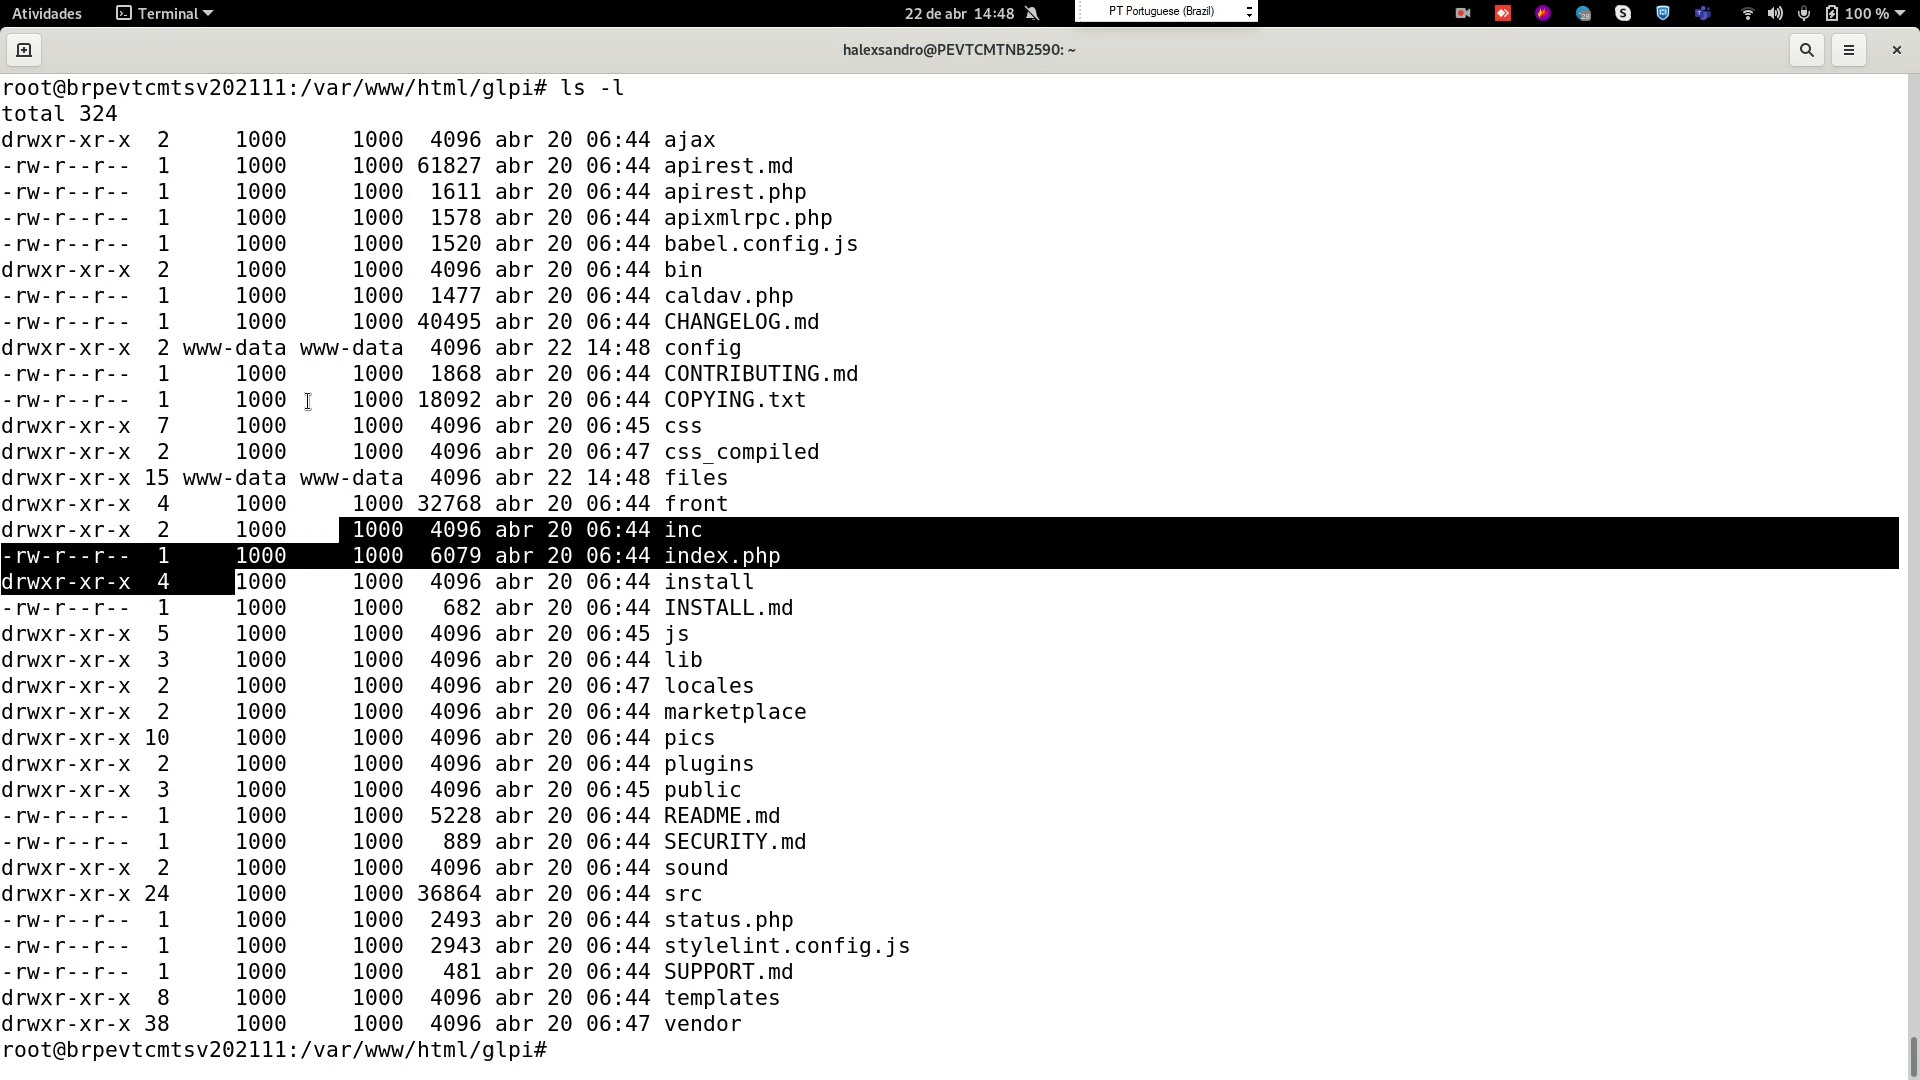 Atividades Terminal 22 de abr 14:48 PT Portuguese (Brazil) 100 %
halexsandro@PEVTCMTNB2590: ~
root@brpevtcmtsv202111:/var/www/html/glpi# ls -l
total 324
drwxr-xr-x  2     1000     1000  4096 abr 20 06:44 ajax
-rw-r--r--  1     1000     1000 61827 abr 20 06:44 apirest.md
-rw-r--r--  1     1000     1000  1611 abr 20 06:44 apirest.php
-rw-r--r--  1     1000     1000  1578 abr 20 06:44 apixmlrpc.php
-rw-r--r--  1     1000     1000  1520 abr 20 06:44 babel.config.js
drwxr-xr-x  2     1000     1000  4096 abr 20 06:44 bin
-rw-r--r--  1     1000     1000  1477 abr 20 06:44 caldav.php
-rw-r--r--  1     1000     1000 40495 abr 20 06:44 CHANGELOG.md
drwxr-xr-x  2 www-data www-data  4096 abr 22 14:48 config
-rw-r--r--  1     1000     1000  1868 abr 20 06:44 CONTRIBUTING.md
-rw-r--r--  1     1000     1000 18092 abr 20 06:44 COPYING.txt
drwxr-xr-x  7     1000     1000  4096 abr 20 06:45 css
drwxr-xr-x  2     1000     1000  4096 abr 20 06:47 css_compiled
drwxr-xr-x 15 www-data www-data  4096 abr 22 14:48 files
drwxr-xr-x  4     1000     1000 32768 abr 20 06:44 front
drwxr-xr-x  2     1000     1000  4096 abr 20 06:44 inc
-rw-r--r--  1     1000     1000  6079 abr 20 06:44 index.php
drwxr-xr-x  4     1000     1000  4096 abr 20 06:44 install
-rw-r--r--  1     1000     1000   682 abr 20 06:44 INSTALL.md
drwxr-xr-x  5     1000     1000  4096 abr 20 06:45 js
drwxr-xr-x  3     1000     1000  4096 abr 20 06:44 lib
drwxr-xr-x  2     1000     1000  4096 abr 20 06:47 locales
drwxr-xr-x  2     1000     1000  4096 abr 20 06:44 marketplace
drwxr-xr-x 10     1000     1000  4096 abr 20 06:44 pics
drwxr-xr-x  2     1000     1000  4096 abr 20 06:44 plugins
drwxr-xr-x  3     1000     1000  4096 abr 20 06:45 public
-rw-r--r--  1     1000     1000  5228 abr 20 06:44 README.md
-rw-r--r--  1     1000     1000   889 abr 20 06:44 SECURITY.md
drwxr-xr-x  2     1000     1000  4096 abr 20 06:44 sound
drwxr-xr-x 24     1000     1000 36864 abr 20 06:44 src
-rw-r--r--  1     1000     1000  2493 abr 20 06:44 status.php
-rw-r--r--  1     1000     1000  2943 abr 20 06:44 stylelint.config.js
-rw-r--r--  1     1000     1000   481 abr 20 06:44 SUPPORT.md
drwxr-xr-x  8     1000     1000  4096 abr 20 06:44 templates
drwxr-xr-x 38     1000     1000  4096 abr 20 06:47 vendor
root@brpevtcmtsv202111:/var/www/html/glpi#